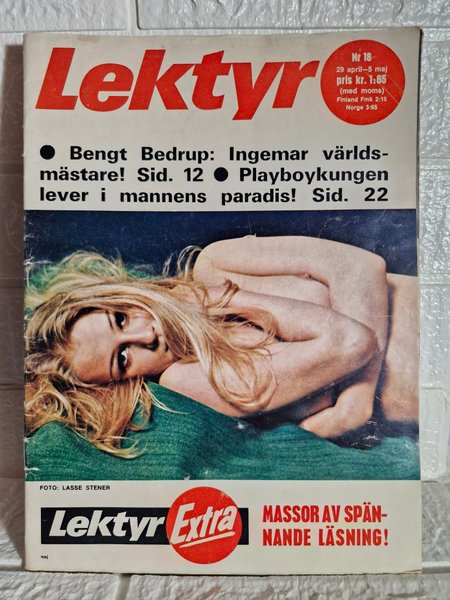 Lektyr
Nr 18
29 april–5 maj
pris kr. 1:65
(med moms)
Finland Fmk 2:15
Norge 3:65
● Bengt Bedrup: Ingemar världs-
mästare! Sid. 12 ● Playboykungen
lever i mannens paradis! Sid. 22
FOTO: LASSE STENER
Lektyr Extra
MASSOR AV SPÄN-
NANDE LÄSNING!